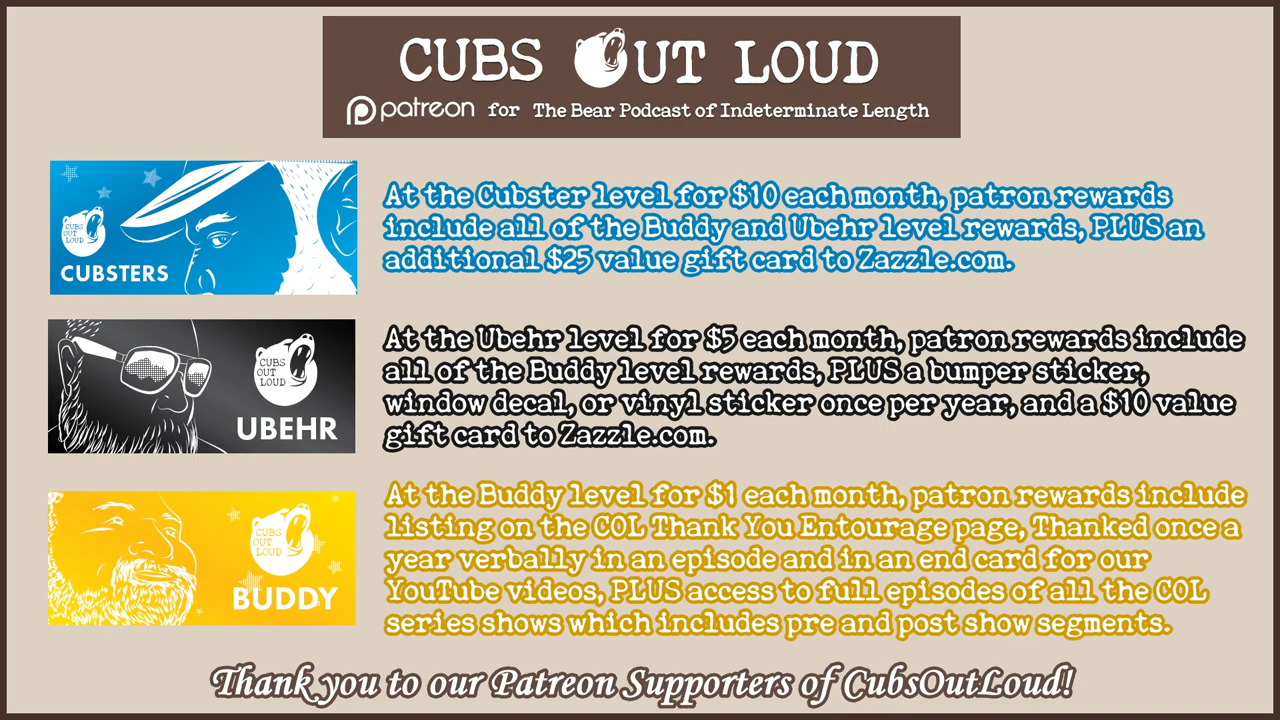 CUBS OUT LOUD
patreon for The Bear Podcast of Indeterminate Length
At the Cubster level for $10 each month, patron rewards
include all of the Buddy and Ubehr level rewards, PLUS an
additional $25 value gift card to Zazzle.com.
CUBS
OUT
LOUD
CUBSTERS
At the Ubehr level for $5 each month, patron rewards include
all of the Buddy level rewards, PLUS a bumper sticker,
window decal, or vinyl sticker once per year, and a $10 value
gift card to Zazzle.com.
CUBS
OUT
LOUD
UBEHR
At the Buddy level for $1 each month, patron rewards include
listing on the COL Thank You Entourage page, Thanked once a
year verbally in an episode and in an end card for our
YouTube videos, PLUS access to full episodes of all the COL
series shows which includes pre and post show segments.
CUBS
OUT
LOUD
BUDDY
Thank you to our Patreon Supporters of CubsOutLoud!